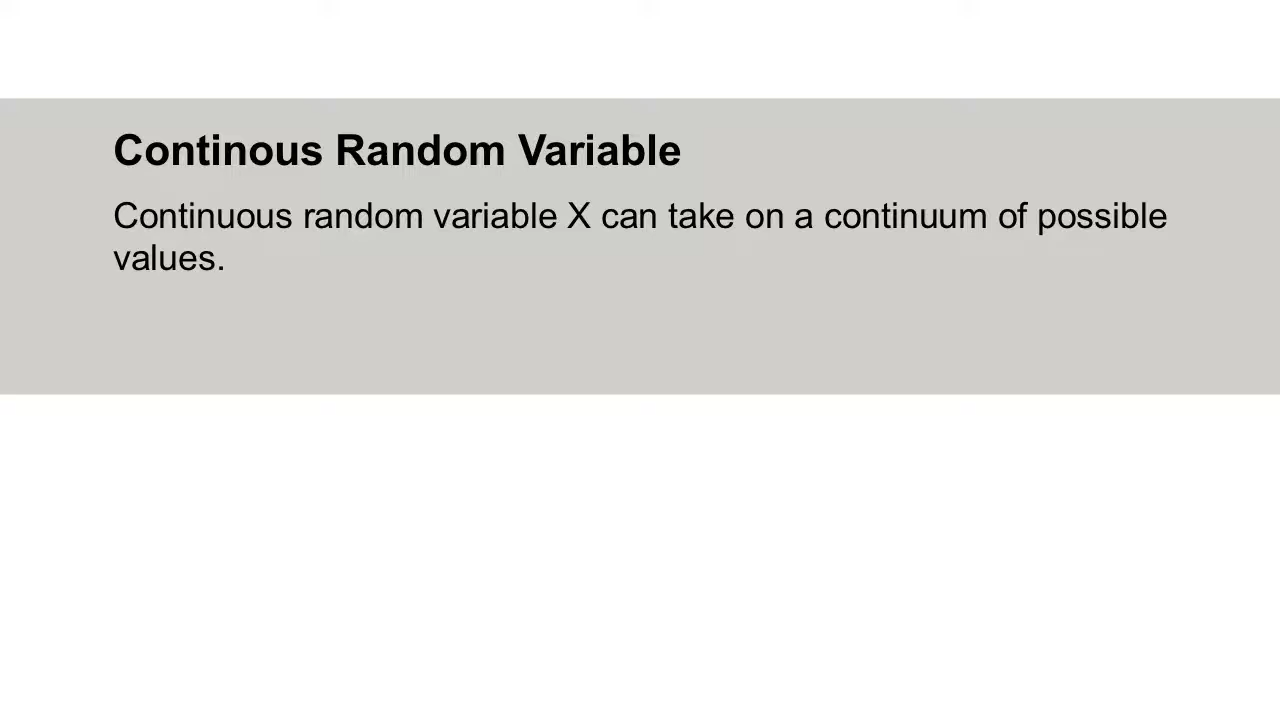 Continous Random Variable
Continuous random variable X can take on a continuum of possible
values.